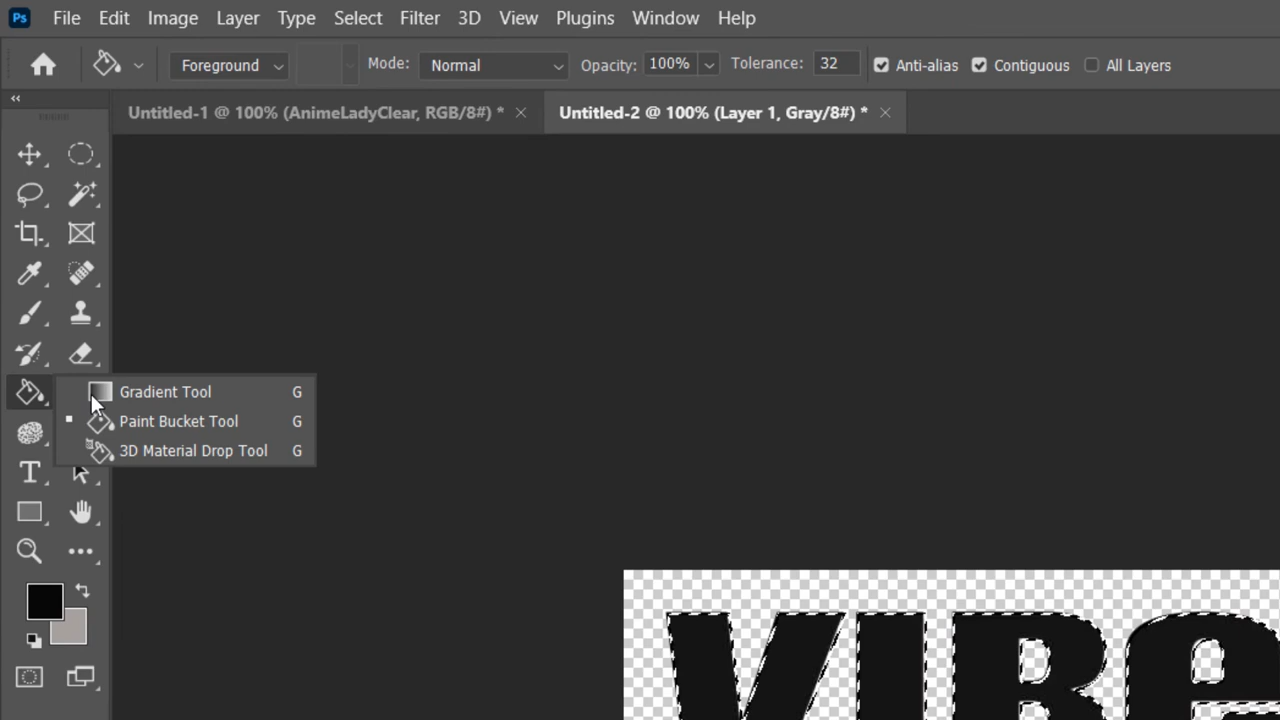 Ps File Edit Image Layer Type Select Filter 3D View Plugins Window Help
Foreground Mode: Normal Opacity: 100% Tolerance: 32 Anti-alias Contiguous All Layers
Untitled-1 @ 100% (AnimeLadyClear, RGB/8#) * Untitled-2 @ 100% (Layer 1, Gray/8#) *
Gradient Tool G
Paint Bucket Tool G
3D Material Drop Tool G
VIBE